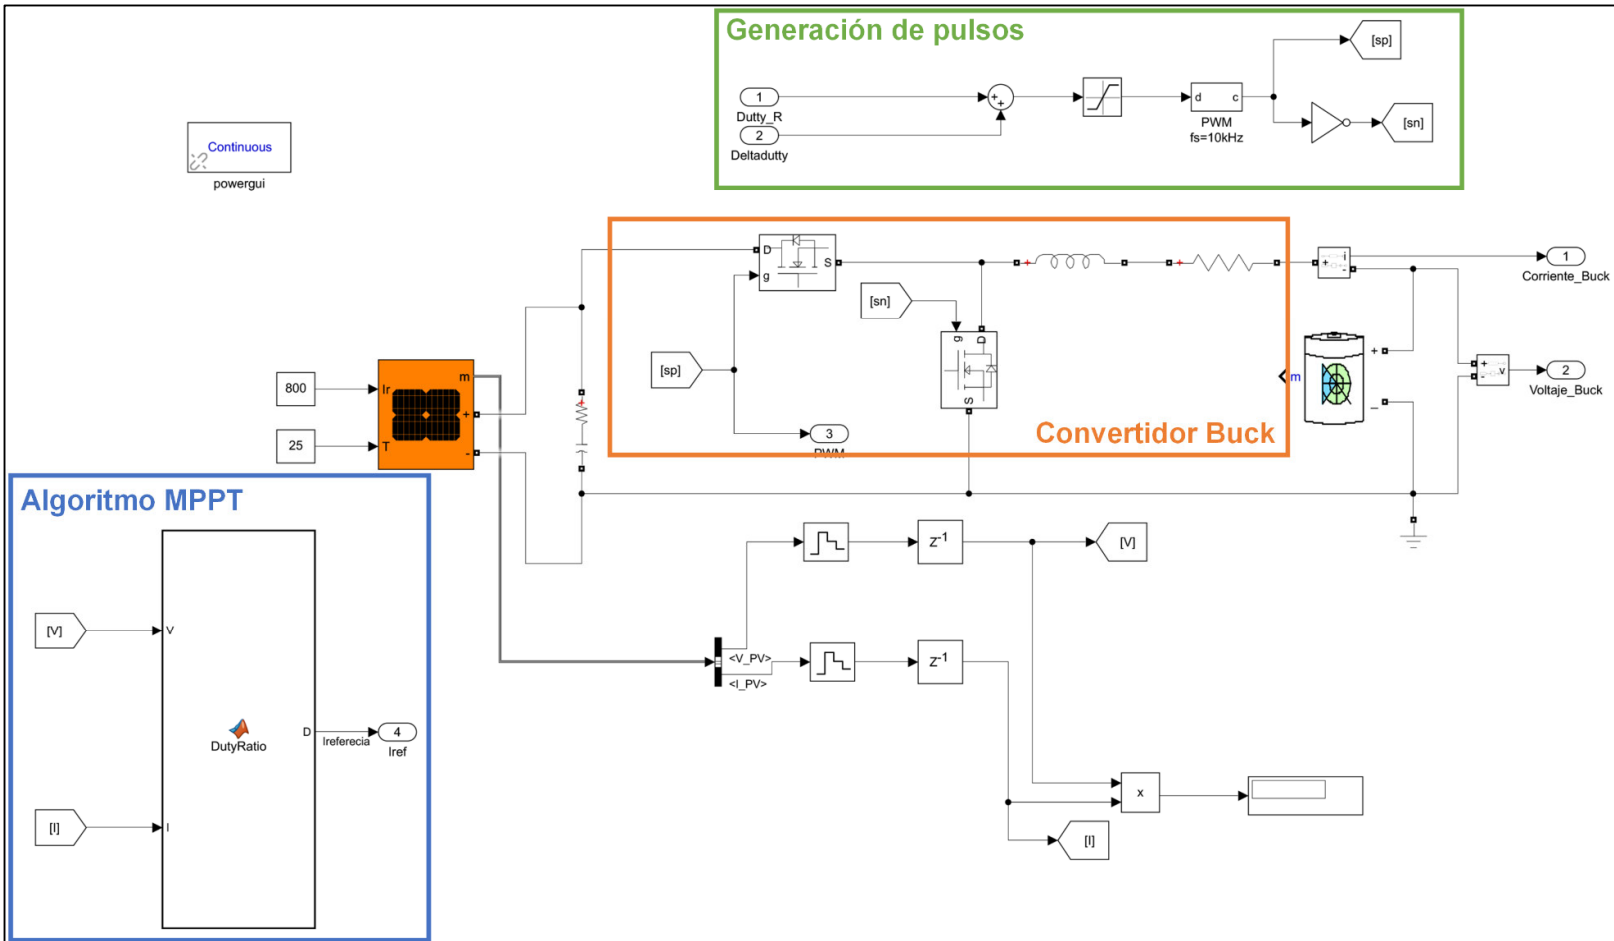 Generación de pulsos
[sp]
1
Dutty_R
+
+
d c
PWM
fs=10kHz
2
Deltadutty
[sn]
Continuous
powergui
D
S
g
[sn]
g
D
S
[sp]
3
PWM
Convertidor Buck
+
+
+
i
-
1
Corriente_Buck
m
+
_
+
-
v
2
Voltaje_Buck
800
25
Ir
T
m
+
-
+
Algoritmo MPPT
[V]
V
[I]
I
DutyRatio
D
Ireferecia
4
Iref
z-1
[V]
<V_PV>
<I_PV>
z-1
x
[I]